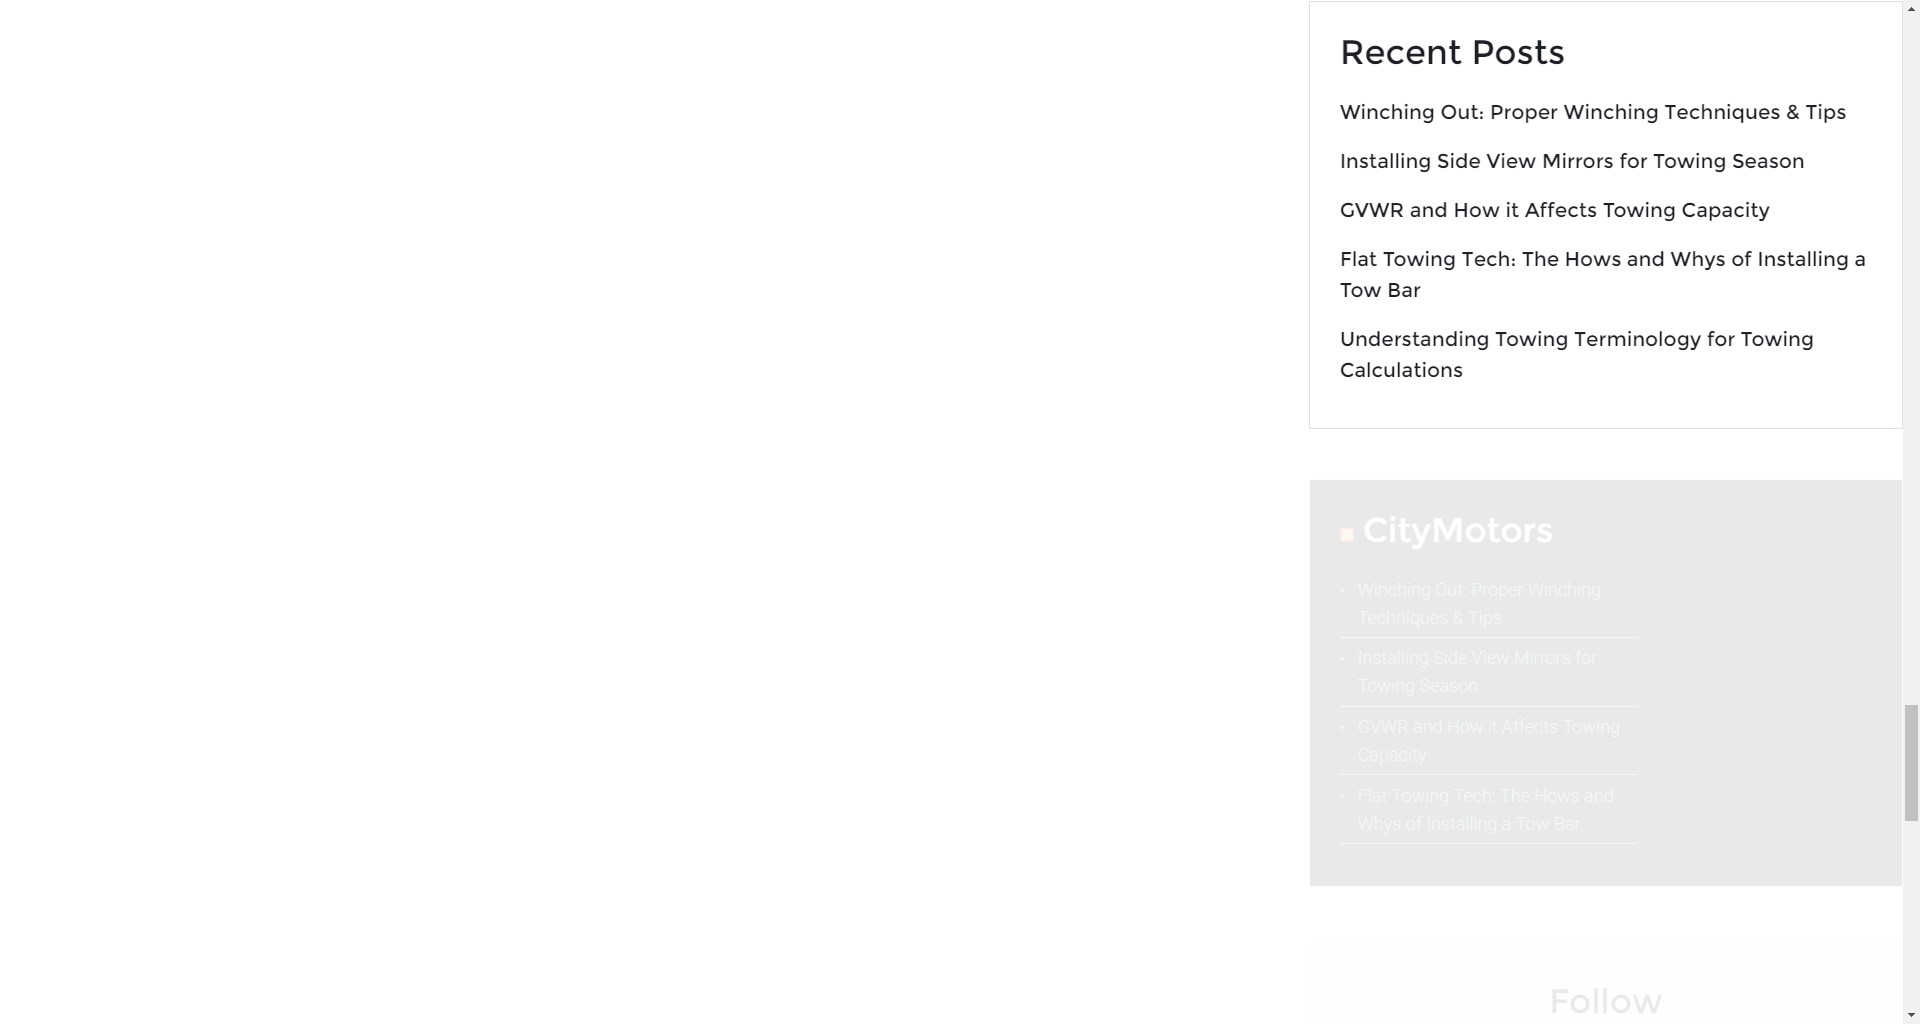 Recent Posts
Winching Out: Proper Winching Techniques & Tips
Installing Side View Mirrors for Towing Season
GVWR and How it Affects Towing Capacity
Flat Towing Tech: The Hows and Whys of Installing a
Tow Bar
Understanding Towing Terminology for Towing
Calculations
CityMotors
• Winching Out: Proper Winching
Techniques & Tips
• Installing Side View Mirrors for
Towing Season
• GVWR and How it Affects Towing
Capacity
• Flat Towing Tech: The Hows and
Whys of Installing a Tow Bar
Follow